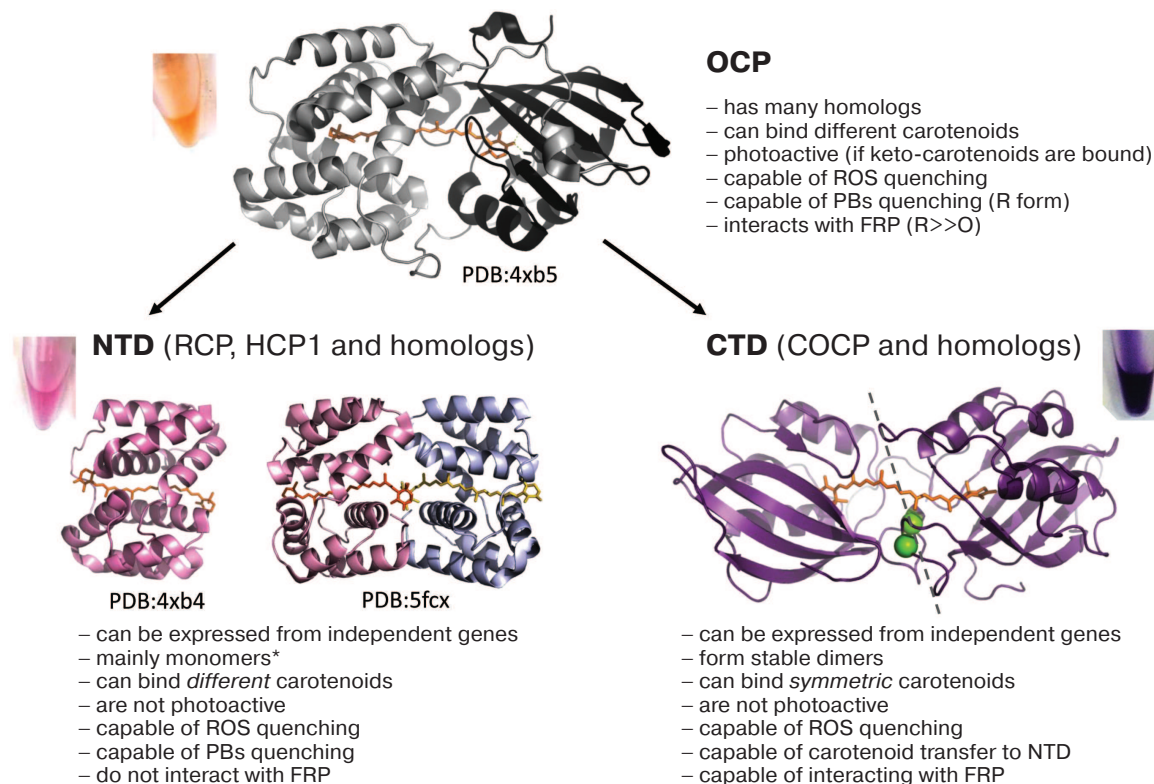 OCP
– has many homologs
– can bind different carotenoids
– photoactive (if keto-carotenoids are bound)
– capable of ROS quenching
– capable of PBs quenching (R form)
– interacts with FRP (R>>O)
PDB:4xb5
NTD (RCP, HCP1 and homologs)
PDB:4xb4
PDB:5fcx
– can be expressed from independent genes
– mainly monomers*
– can bind different carotenoids
– are not photoactive
– capable of ROS quenching
– capable of PBs quenching
– do not interact with FRP
CTD (COCP and homologs)
– can be expressed from independent genes
– form stable dimers
– can bind symmetric carotenoids
– are not photoactive
– capable of ROS quenching
– capable of carotenoid transfer to NTD
– capable of interacting with FRP